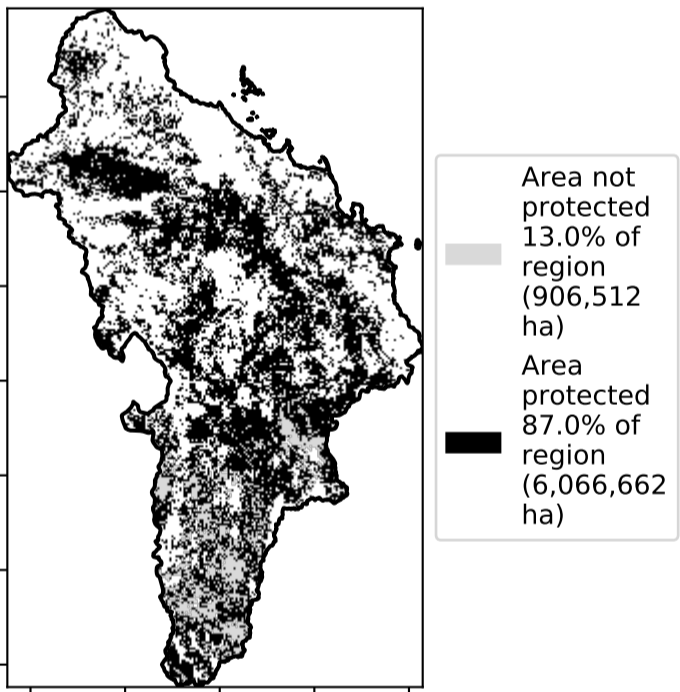 Area not
protected
13.0% of
region
(906,512
ha)
Area
protected
87.0% of
region
(6,066,662
ha)